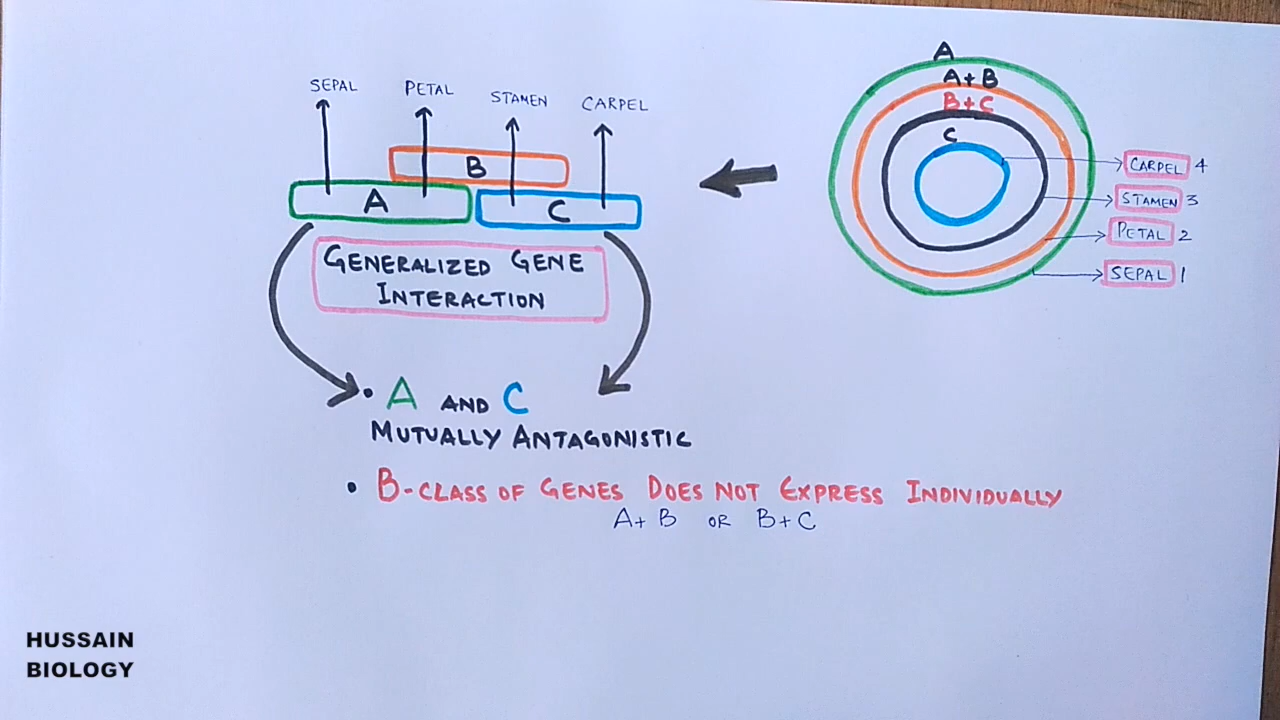 SEPAL
PETAL
STAMEN
CARPEL
B
A
C
GENERALIZED GENE
INTERACTION
• A AND C
MUTUALLY ANTAGONISTIC
• B-CLASS OF GENES DOES NOT EXPRESS INDIVIDUALLY
A+ B OR B+ C
A
A+B
B+C
C
CARPEL 4
STAMEN 3
PETAL 2
SEPAL 1
HUSSAIN
BIOLOGY